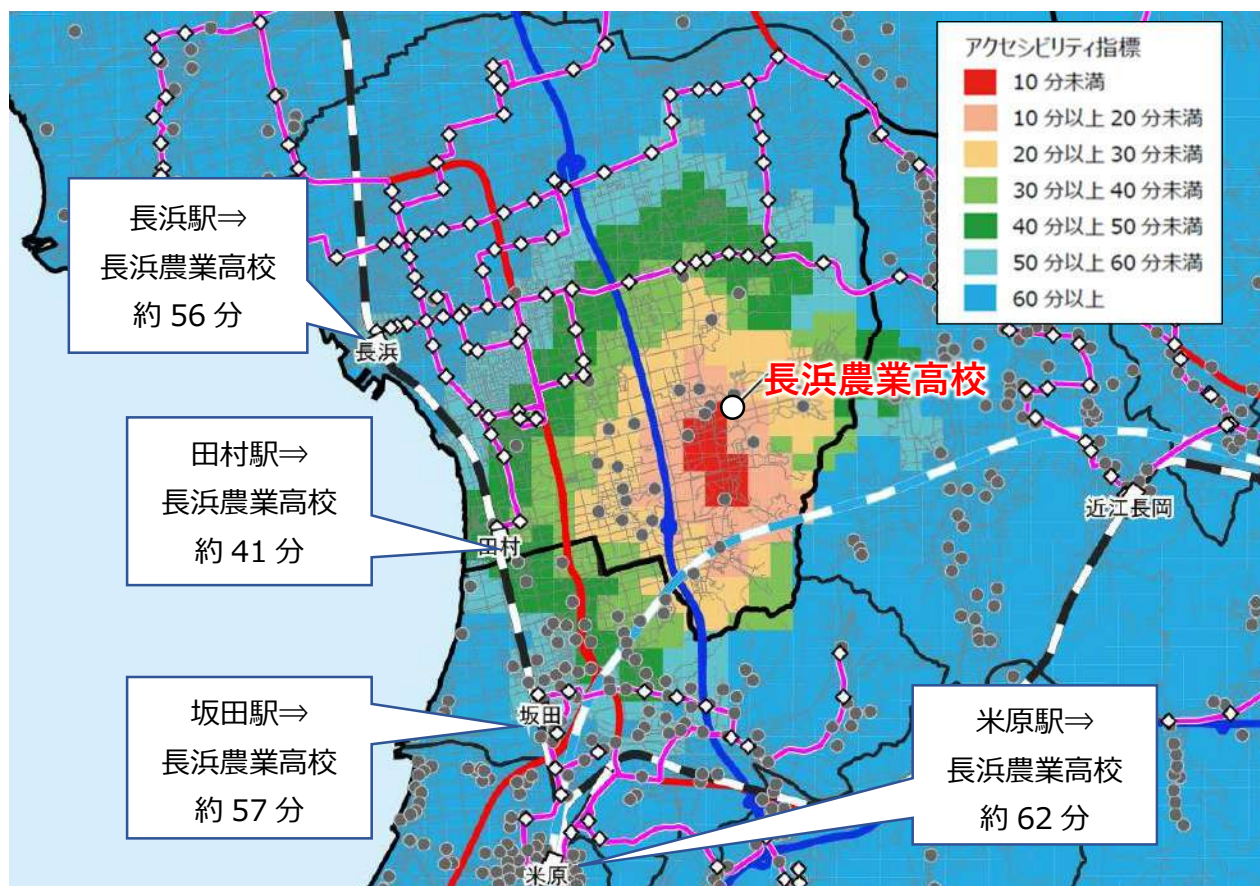 アクセシビリティ指標
10 分未満
10 分以上 20 分未満
20 分以上 30 分未満
30 分以上 40 分未満
40 分以上 50 分未満
50 分以上 60 分未満
60 分以上
長浜駅⇒
長浜農業高校
約 56 分
長浜
長浜農業高校
田村駅⇒
長浜農業高校
約 41 分
田村
近江長岡
坂田駅⇒
長浜農業高校
約 57 分
坂田
米原駅⇒
長浜農業高校
約 62 分
米原